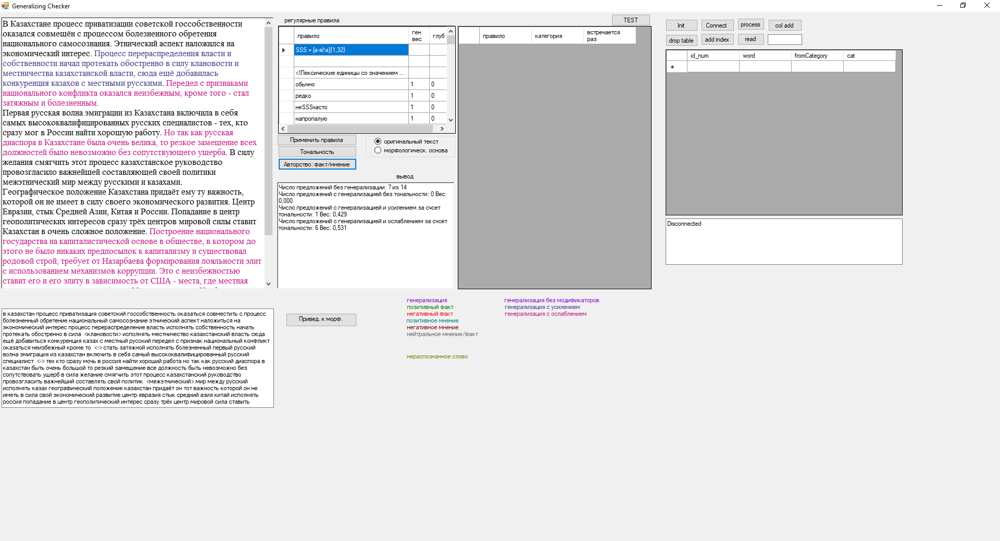 Generalizing Checker
В Казахстане процесс приватизации советской госсобственности
оказался совмещён с процессом болезненного обретения
национального самосознания. Этнический аспект наложился на
экономический интерес. Процесс перераспределения власти и
собственности начал протекать обостренно в силу клановости и
местничества казахстанской власти, сюда ещё добавилась
конкуренция казахов с местными русскими. Передел с признаками
национального конфликта оказался неизбежным, кроме того - стал
затяжным и болезненным.
Первая русская волна эмиграции из Казахстана включила в себя
самых высококвалифицированных русских специалистов - тех, кто
сразу мог в России найти хорошую работу. Но так как русская
диаспора в Казахстане была очень велика, то резкое замещение всех
должностей было невозможно без сопутствующего ущерба. В силу
желания смягчить этот процесс казахстанское руководство
провозгласило важнейшей составляющей своей политики
межэтнический мир между русскими и казахами.
Географическое положение Казахстана придаёт ему ту важность,
которой он не имеет в силу своего экономического развития. Центр
Евразии, стык Средней Азии, Китая и России. Попадание в центр
геополитических интересов сразу трёх центров мировой силы ставит
Казахстан в очень сложное положение. Построение национального
государства на капиталистической основе в обществе, в котором до
этого не было никаких предпосылок к капитализму и существовал
родовой строй, требует от Назарбаева формирования лояльности элит
с использованием механизмов коррупции. Это с неизбежностью
ставит его и его элиту в зависимость от США - места, где местная
регулярные правила
правило ген вес глуб
SSS = [а-я|\s]{1,32}
<!Лексические единицы со значением ...
обычно 1 0
редко 1 0
неSSSчасто 1 0
напропалую 1 0
Применить правила
Тональность
Авторство: факт/мнение
оригинальный текст
морфологическ. основа
вывод
Число предложений без генерализации: 7 из 14
Число предложений с генерализацией без тональности: 0 Вес:
0,000
Число предложений с генерализацией и усилением за счсет
тональности: 1 Вес: 0,429
Число предложений с генерализацией и ослаблением за счсет
тональности: 6 Вес: 0,531
TEST
правило категория встречается раз
Init Connect process col add
drop table add index read
id_num word fromCategory cat
Disconnected
в казахстан процесс приватизация советский госсобственность оказаться совместить с процесс
болезненный обретение национальный самосознание этнический аспект наложиться на
экономический интерес процесс перераспределение власть исполнять собственность начать
протекать обостренно в сила <клановости> исполнять местничество казахстанский власть сюда
ещё добавиться конкуренция казах с местный русский передел с признак национальный конфликт
оказаться неизбежный кроме то <-> стать затяжной исполнять болезненный первый русский
волна эмиграция из казахстан включить в себя самый высококвалифицированный русский
специалист <-> тех кто сразу мочь в россия найти хороший работа но так как русский диаспора в
казахстан быть очень большой то резкий замещение все должность быть невозможно без
сопутствовать ущерб в сила желание смягчить этот процесс казахстанский руководство
провозгласить важнейший составлять свой политик <межэтнический> мир между русский
исполнять казах географический положение казахстан придаёт он тот важность которой он не
иметь в сила свой экономический развитие центр евразия стык средний азия китай исполнять
россия попадание в центр геополитический интерес сразу трёх центр мировой сила ставить
Привед. к морф.
генерализация
позитивный факт
негативный факт
позитивное мнение
негативное мнение
нейтральное мнение/факт
нераспознанное слово
генерализация без модификаторов
генерализация с усилением
генерализация с ослаблением